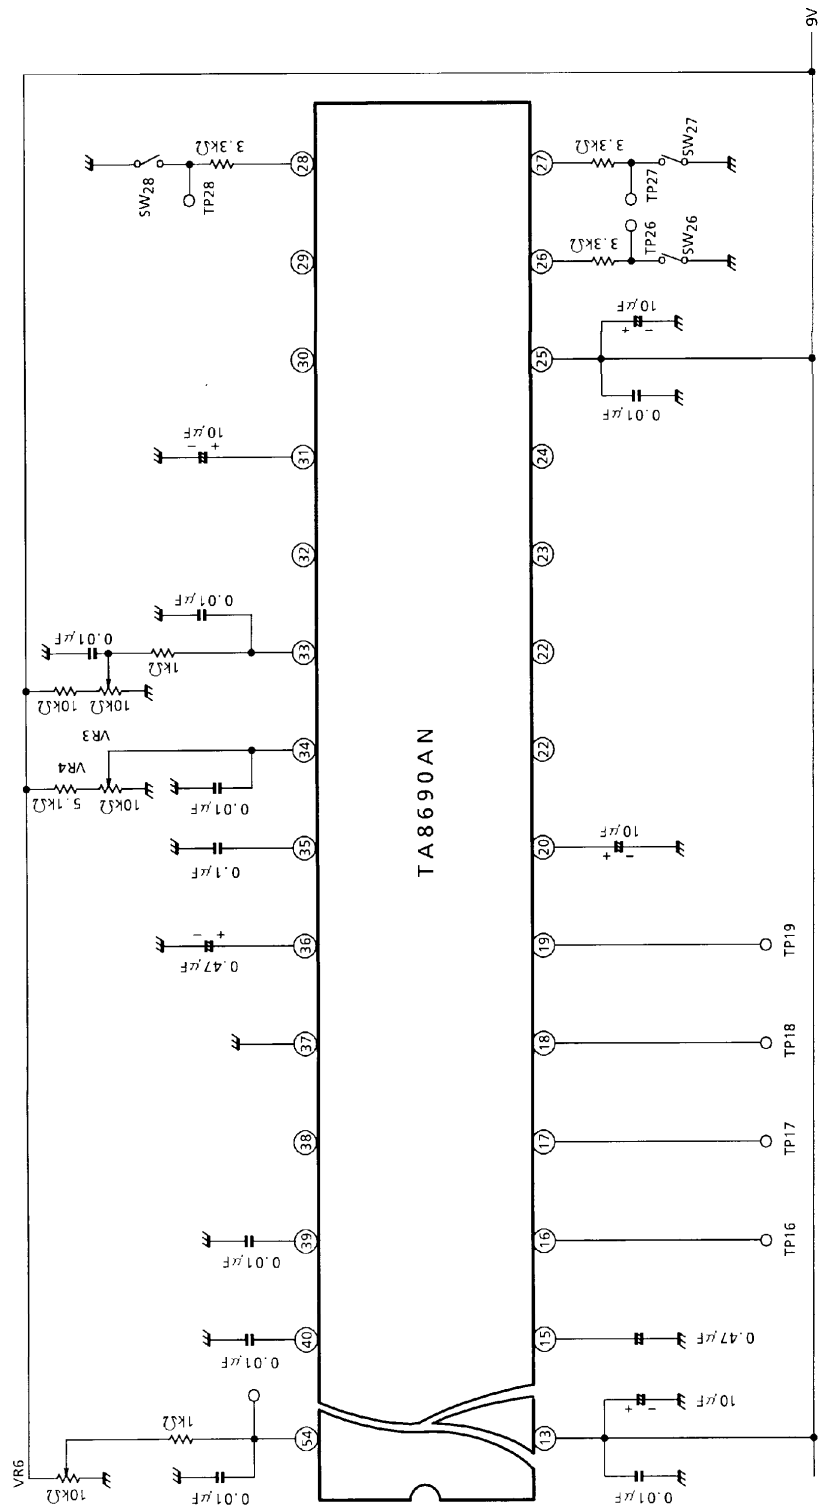 9V
3.3kΩ
SW28
TP28
28
27
3.3kΩ
TP27
SW27
29
26
3.3kΩ
TP26
SW26
10μF
+
−
30
25
0.01μF
10μF
−
+
31
24
32
23
0.01μF
0.01μF
1kΩ
33
22
10kΩ
10kΩ
VR3
34
22
VR4
5.1kΩ
10kΩ
0.01μF
TA8690AN
35
0.1μF
20
10μF
+
−
36
−
+
0.47μF
19
TP19
37
18
TP18
38
17
TP17
39
0.01μF
16
TP16
40
0.01μF
15
0.47μF
1kΩ
54
13
+
−
10μF
VR6
10kΩ
0.01μF
0.01μF